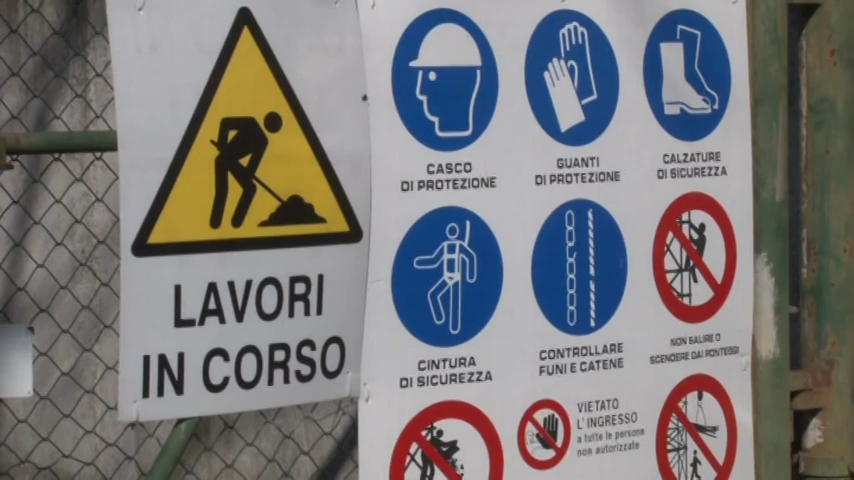 LAVORI
IN CORSO
CASCO
DI PROTEZIONE
GUANTI
DI PROTEZIONE
CALZATURE
DI SICUREZZA
CINTURA
DI SICUREZZA
CONTROLLARE
FUNI E CATENE
NON SALIRE O
SCENDERE DAI PONTEGGI
VIETATO
L'INGRESSO
a tutte le persone
non autorizzate